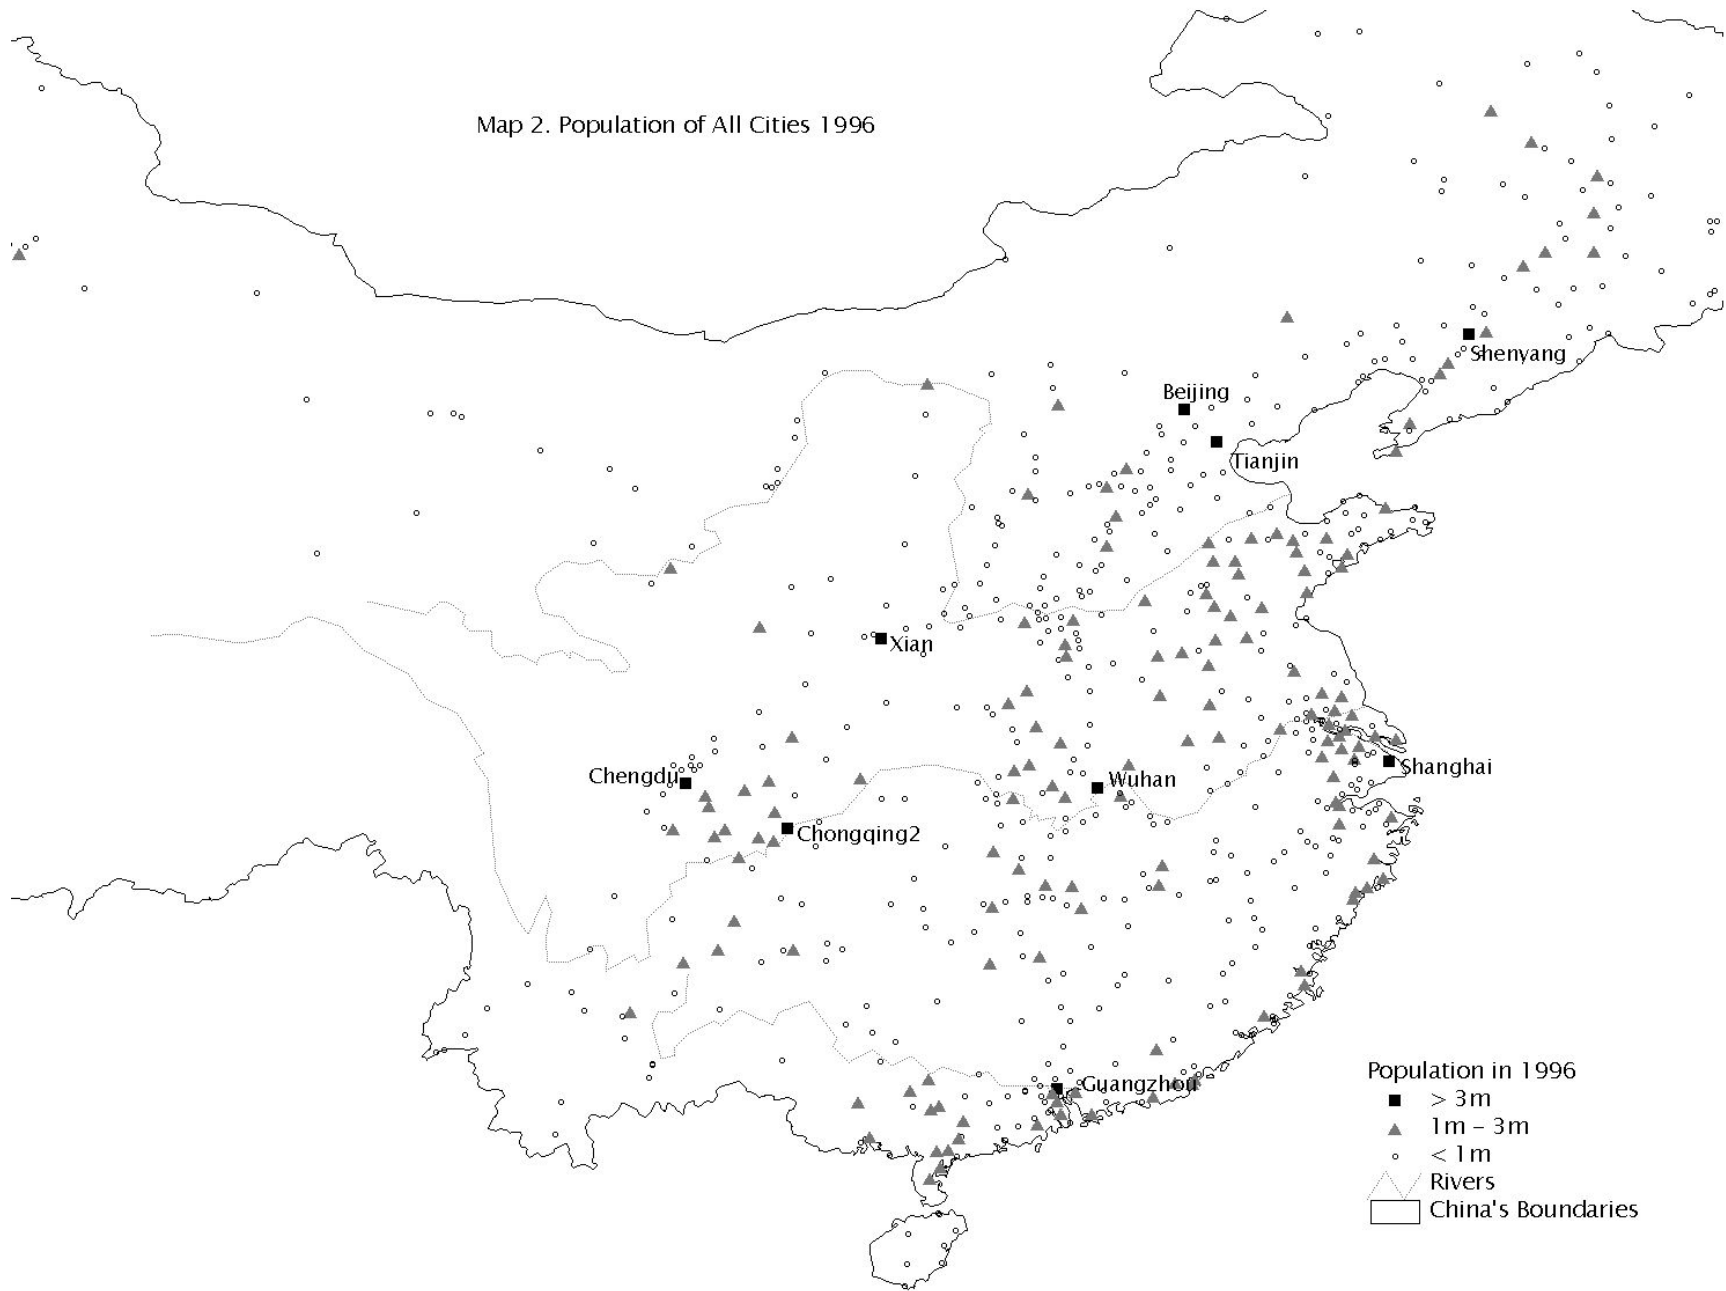 Map 2. Population of All Cities 1996
Shenyang
Beijing
Tianjin
Xian
Chengdu
Wuhan
Shanghai
Chongqing2
Guangzhou
Population in 1996
> 3m
1m – 3m
< 1m
Rivers
China's Boundaries